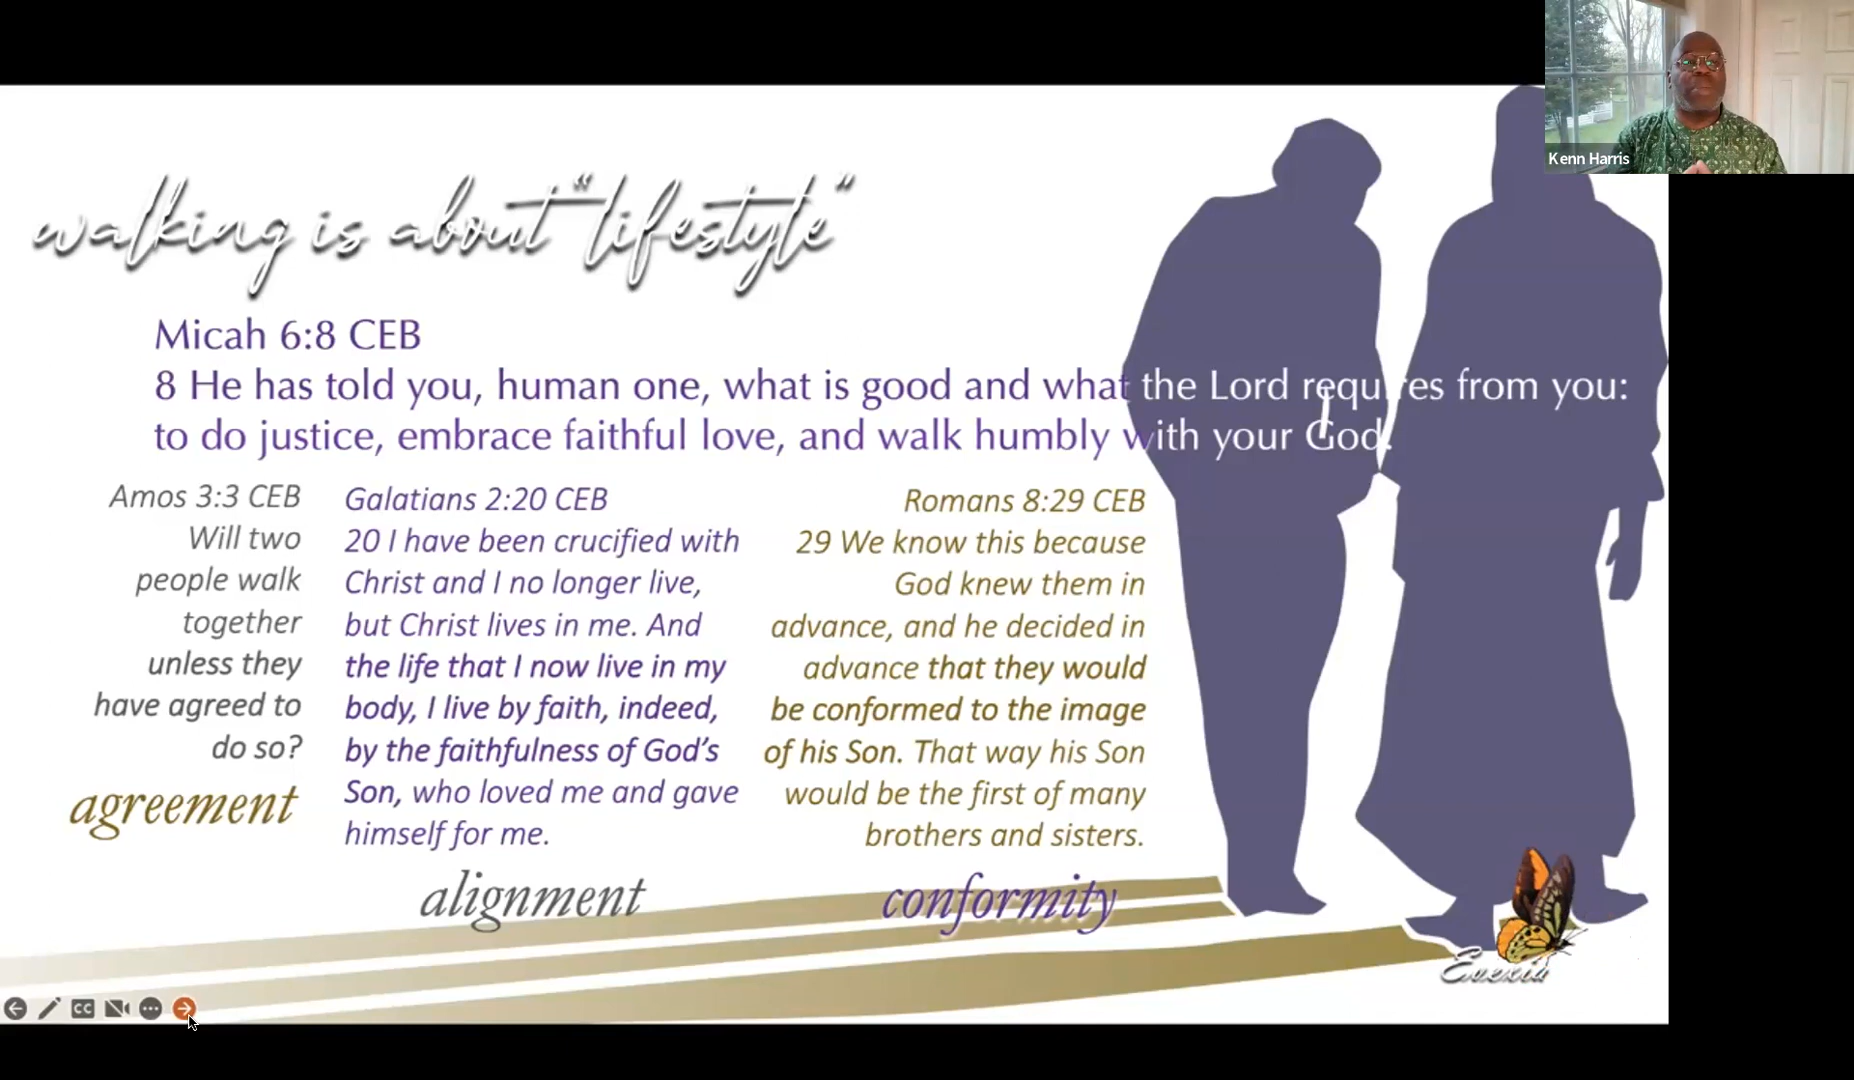 Kenn Harris
walking is about "lifestyle"
Micah 6:8 CEB
8 He has told you, human one, what is good and what the Lord requires from you:
to do justice, embrace faithful love, and walk humbly with your God.
Amos 3:3 CEB
Will two
people walk
together
unless they
have agreed to
do so?
agreement
Galatians 2:20 CEB
20 I have been crucified with
Christ and I no longer live,
but Christ lives in me. And
the life that I now live in my
body, I live by faith, indeed,
by the faithfulness of God's
Son, who loved me and gave
himself for me.
alignment
Romans 8:29 CEB
29 We know this because
God knew them in
advance, and he decided in
advance that they would
be conformed to the image
of his Son. That way his Son
would be the first of many
brothers and sisters.
conformity
Evexia
CC